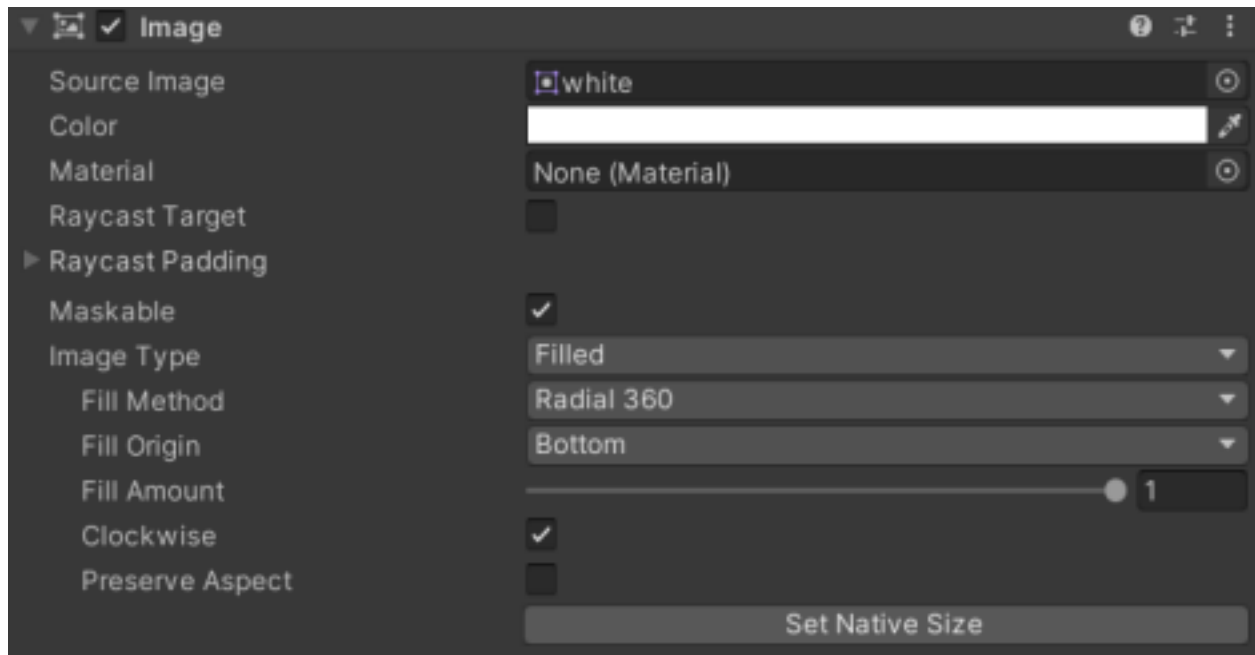 Image
Source Image white
Color
Material None (Material)
Raycast Target
Raycast Padding
Maskable
Image Type Filled
Fill Method Radial 360
Fill Origin Bottom
Fill Amount 1
Clockwise
Preserve Aspect
Set Native Size